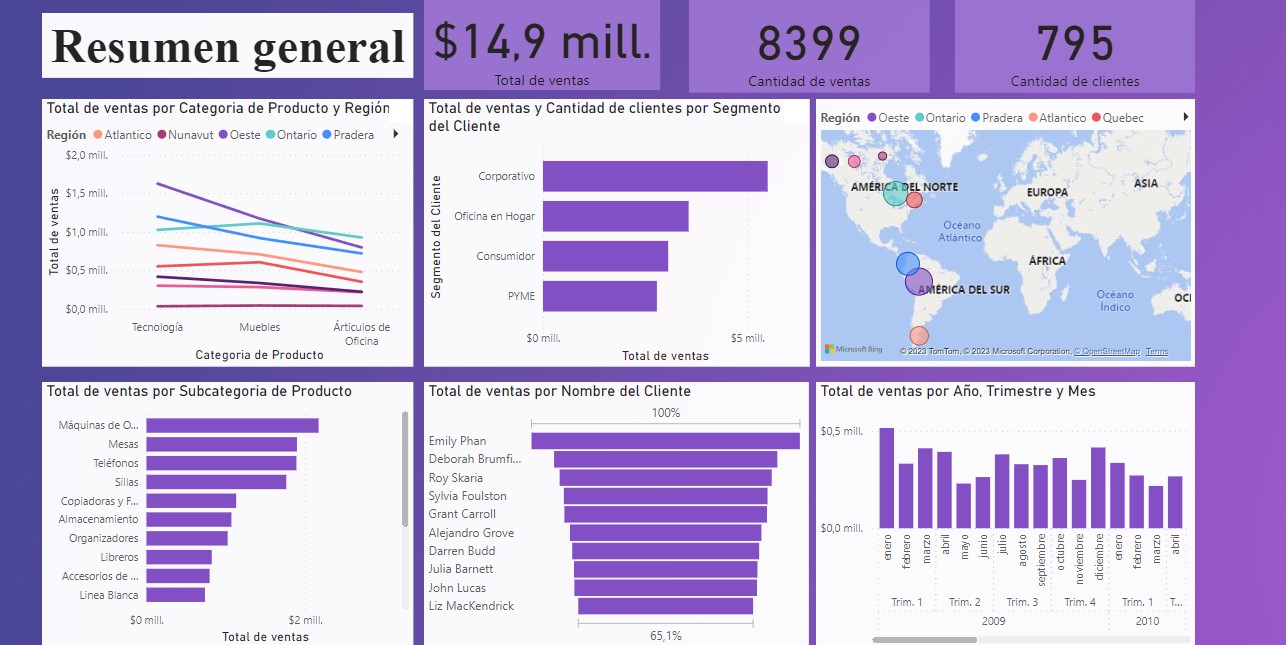 Resumen general
$14,9 mill.
Total de ventas
8399
Cantidad de ventas
795
Cantidad de clientes
Total de ventas por Categoria de Producto y Región
Región Atlantico Nunavut Oeste Ontario Pradera
$2,0 mill.
$1,5 mill.
$1,0 mill.
$0,5 mill.
$0,0 mill.
Total de ventas
Tecnología Muebles Árticulos de
Oficina
Categoria de Producto
Total de ventas y Cantidad de clientes por Segmento
del Cliente
Segmento del Cliente
Corporativo
Oficina en Hogar
Consumidor
PYME
$0 mill. $5 mill.
Total de ventas
Región Oeste Ontario Pradera Atlantico Quebec
AMÉRICA DEL NORTE
EUROPA
ASIA
Océano
Atlántico
ÁFRICA
AMÉRICA DEL SUR
Océano
Índico
OCE
Microsoft Bing
© 2023 TomTom, © 2023 Microsoft Corporation, © OpenStreetMap Terms
Total de ventas por Subcategoria de Producto
Máquinas de O...
Mesas
Teléfonos
Sillas
Copiadoras y F...
Almacenamiento
Organizadores
Libreros
Accesorios de ...
Linea Blanca
$0 mill. $2 mill.
Total de ventas
Total de ventas por Nombre del Cliente
100%
Emily Phan
Deborah Brumfi...
Roy Skaria
Sylvia Foulston
Grant Carroll
Alejandro Grove
Darren Budd
Julia Barnett
John Lucas
Liz MacKendrick
65,1%
Total de ventas por Año, Trimestre y Mes
$0,5 mill.
$0,0 mill.
enero febrero marzo abril mayo junio julio agosto septiembre octubre noviembre diciembre enero febrero marzo abril
Trim. 1 Trim. 2 Trim. 3 Trim. 4 Trim. 1 T...
2009 2010